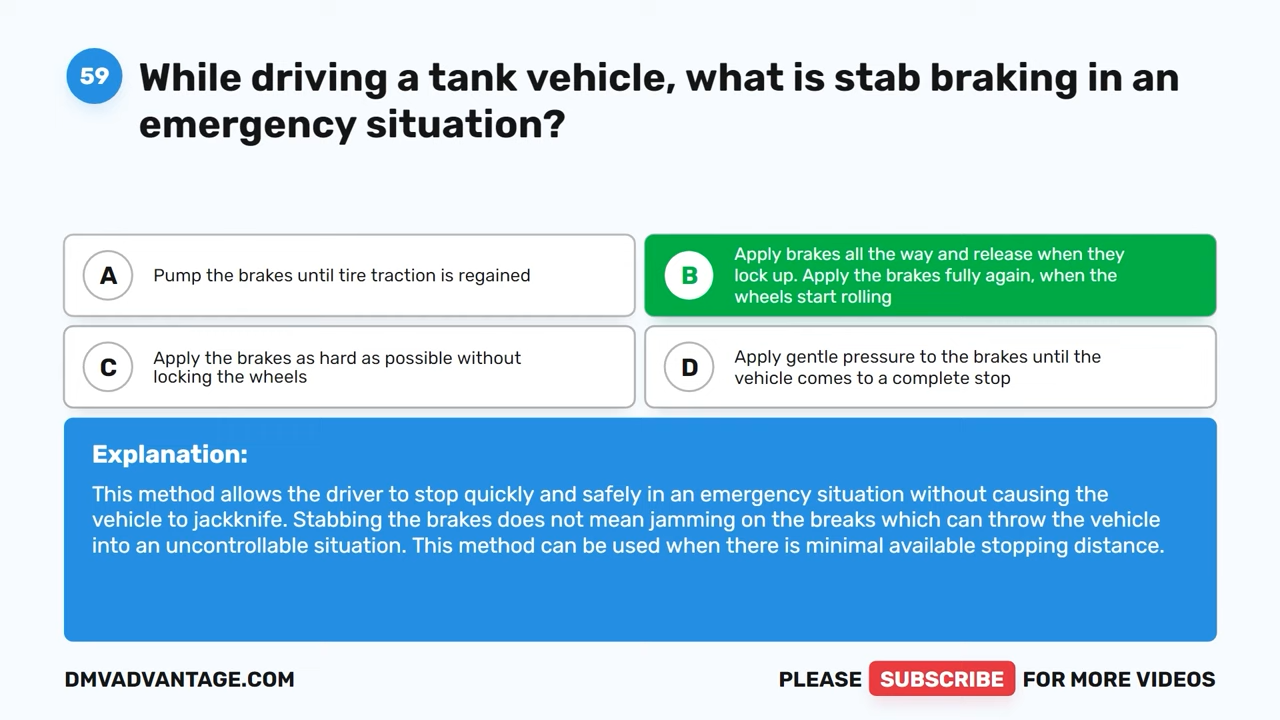 59
While driving a tank vehicle, what is stab braking in an
emergency situation?
A
Pump the brakes until tire traction is regained
B
Apply brakes all the way and release when they
lock up. Apply the brakes fully again, when the
wheels start rolling
C
Apply the brakes as hard as possible without
locking the wheels
D
Apply gentle pressure to the brakes until the
vehicle comes to a complete stop
Explanation:
This method allows the driver to stop quickly and safely in an emergency situation without causing the
vehicle to jackknife. Stabbing the brakes does not mean jamming on the breaks which can throw the vehicle
into an uncontrollable situation. This method can be used when there is minimal available stopping distance.
DMVADVANTAGE.COM
PLEASE SUBSCRIBE FOR MORE VIDEOS